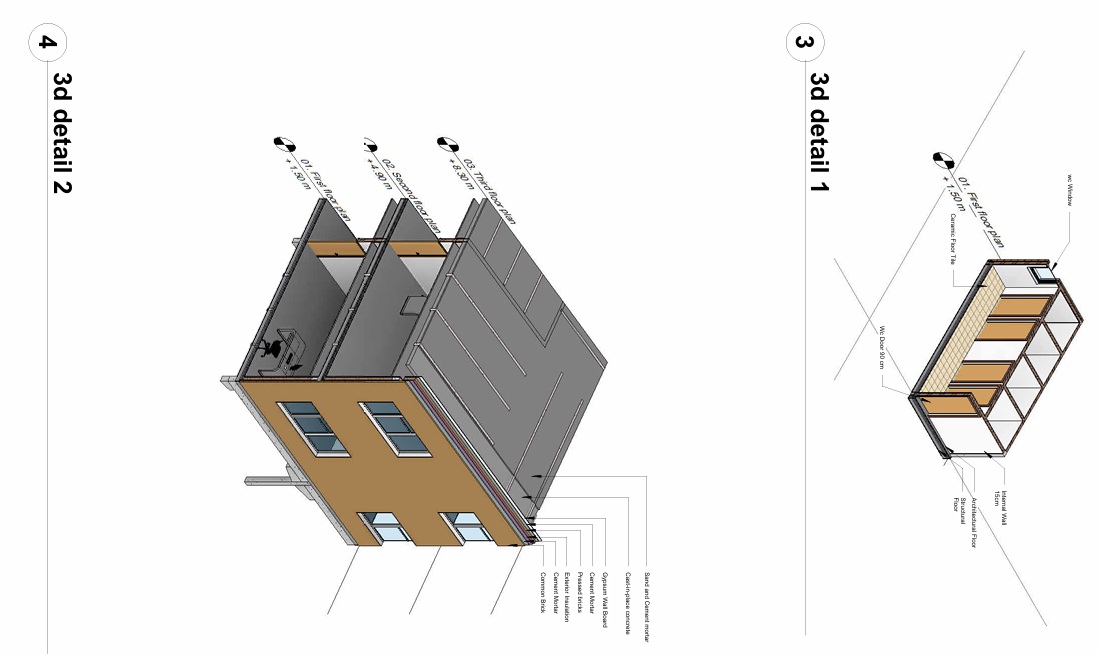 wc Window
Internal Wall
15cm
01. First floor plan
+ 1.50 m
Architectural Floor
Structural
Floor
Ceramic Floor Tile
Wc Door 90 cm
3
3d detail 1
Sand and Cement mortar
Cast-in-place concrete
Gypsum Wall Board
Cement Mortar
Pressed bricks
Exterior Insulation
Cement Mortar
Common Brick
03. Third floor plan
+ 8.30 m
02. Second floor plan
+4.90 m
01. First floor plan
+ 1.50 m
4
3d detail 2